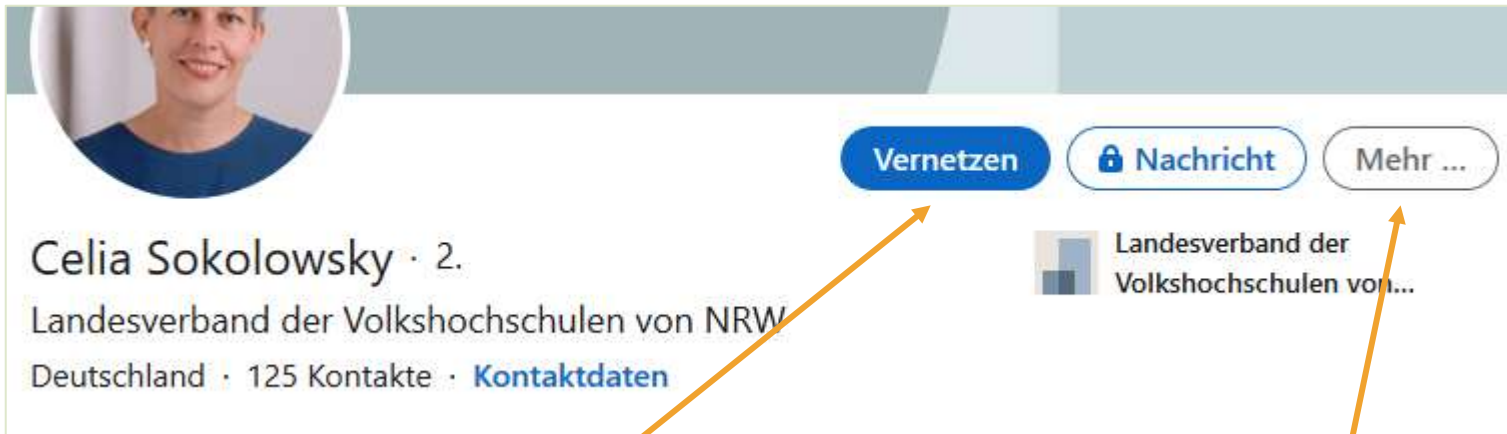 Vernetzen
Nachricht
Mehr ...
Celia Sokolowsky · 2.
Landesverband der Volkshochschulen von NRW
Deutschland · 125 Kontakte · Kontaktdaten
Landesverband der
Volkshochschulen von...